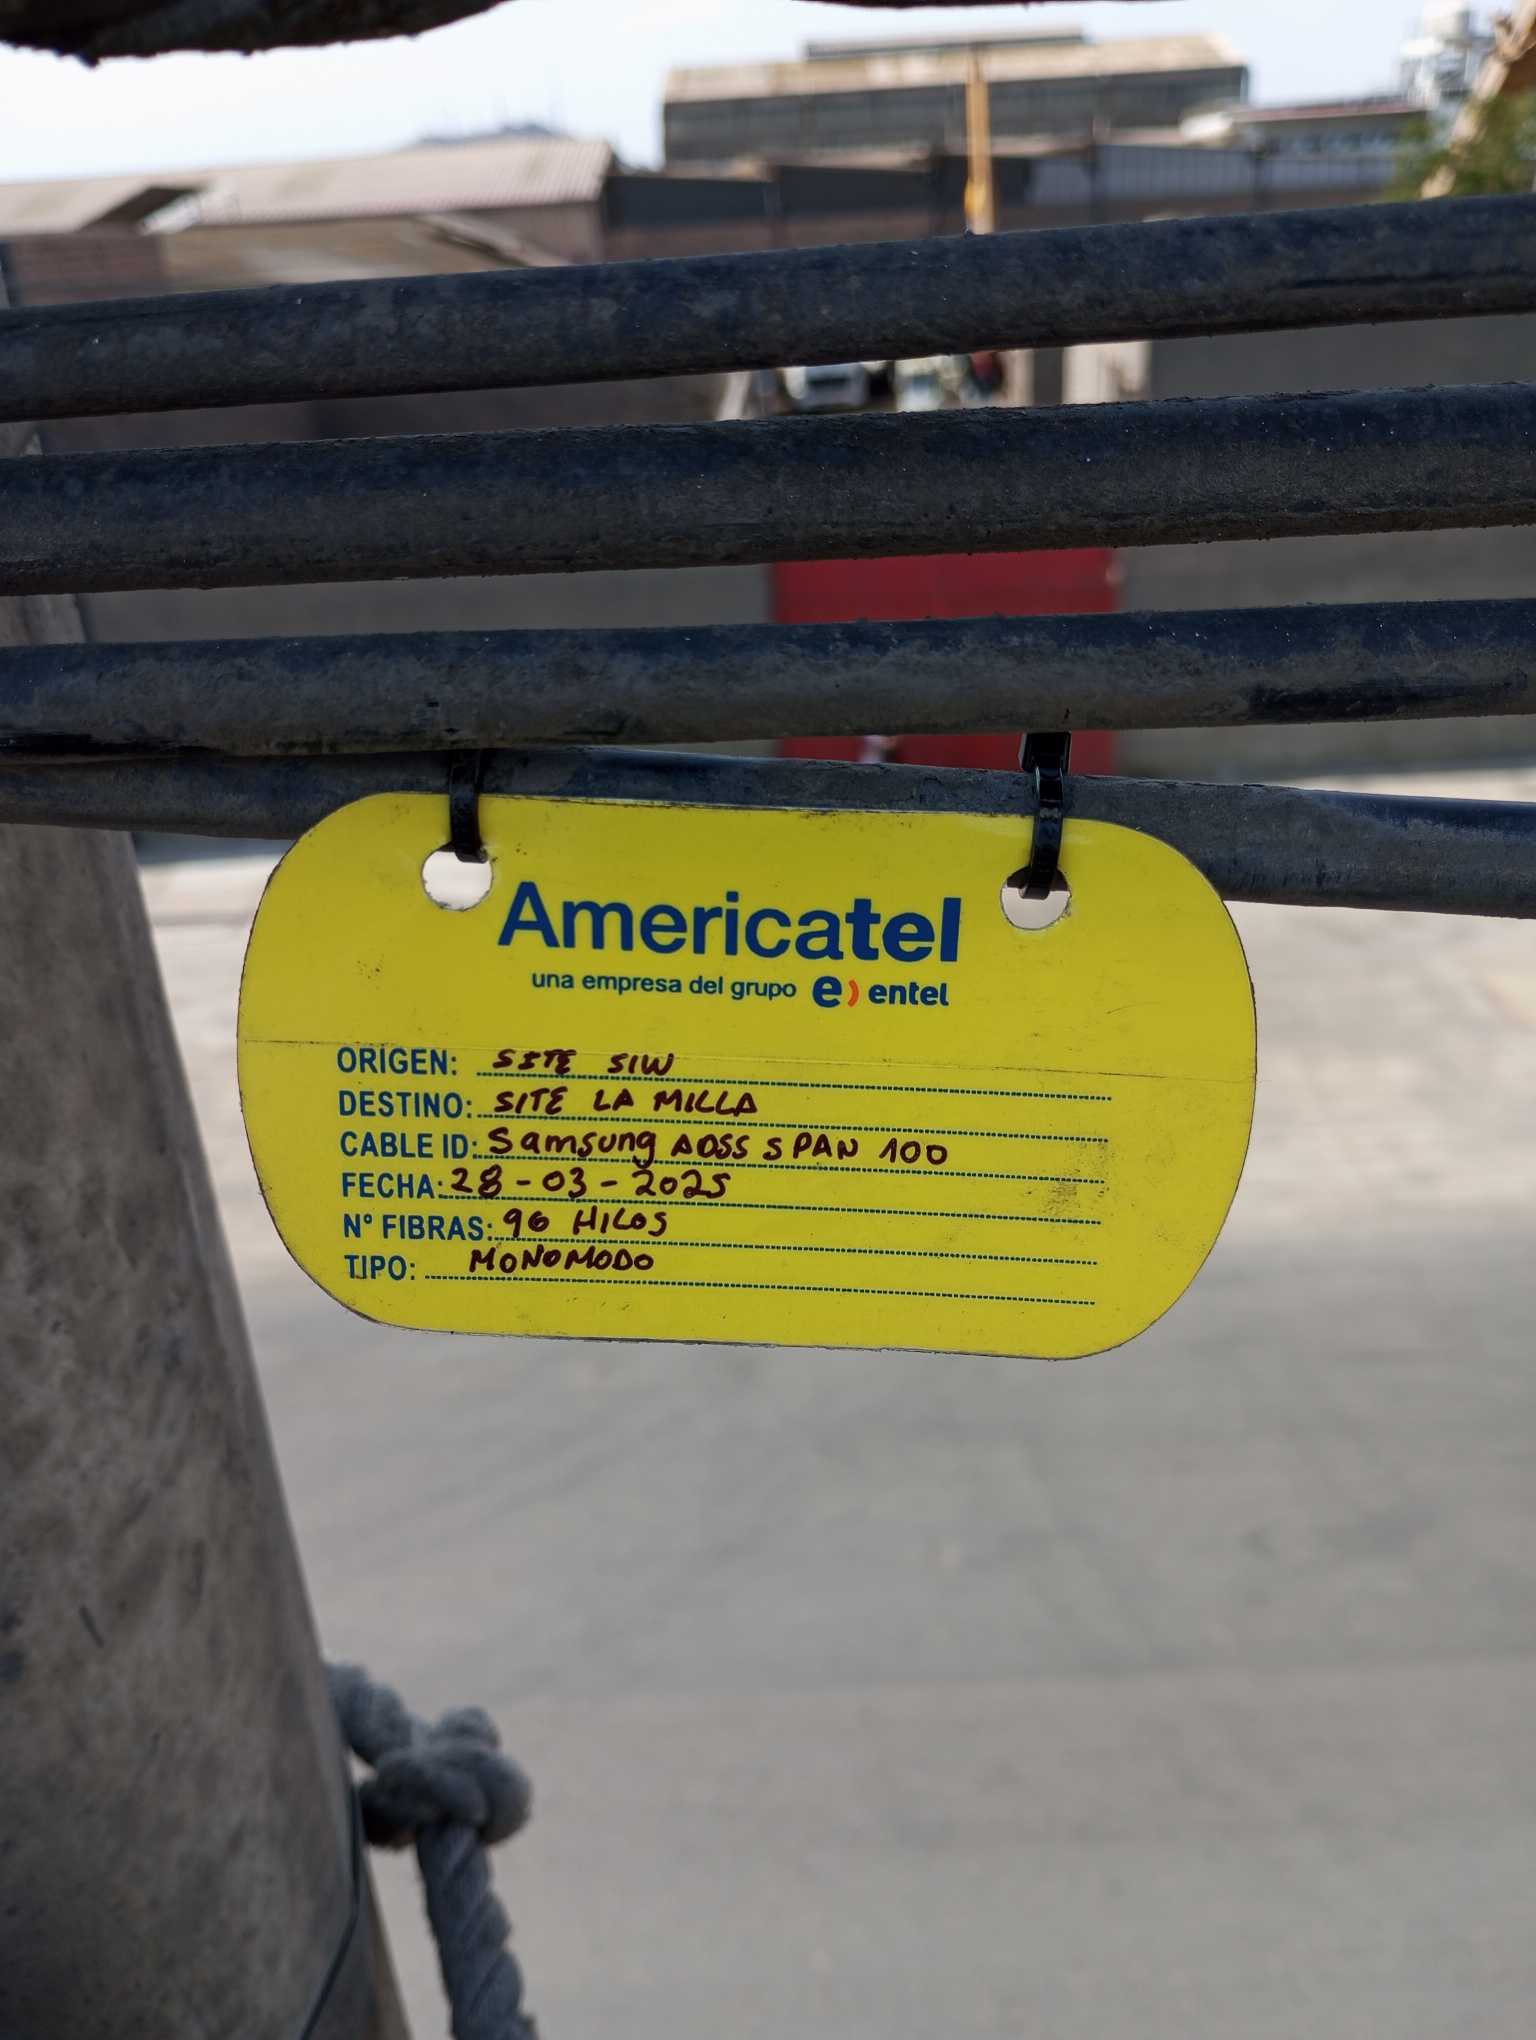 Americatel
una empresa del grupo e) entel
ORIGEN: SITE SIW
DESTINO: SITE LA MILLA
CABLE ID: Samsung ADSS SPAN 100
FECHA: 28-03-2025
N° FIBRAS: 96 HILOS
TIPO: MONOMODO